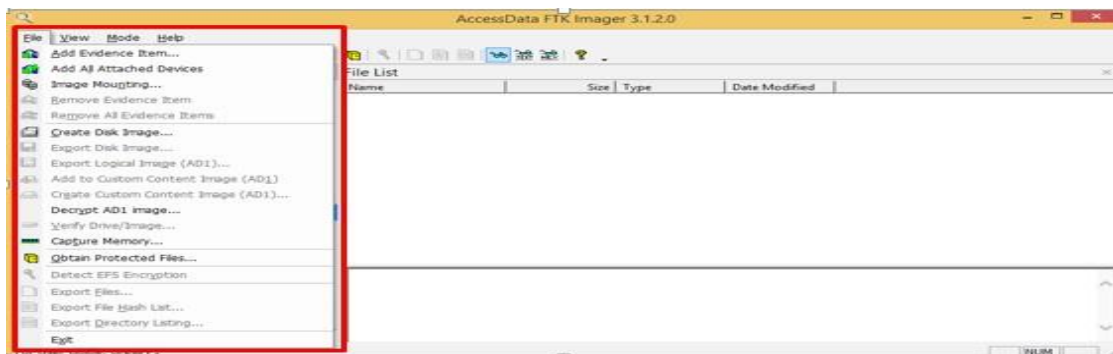 AccessData FTK Imager 3.1.2.0
File View Mode Help
Add Evidence Item...
Add All Attached Devices
Image Mounting...
Remove Evidence Item
Remove All Evidence Items
Create Disk Image...
Export Disk Image...
Export Logical Image (AD1)...
Add to Custom Content Image (AD1)
Create Custom Content Image (AD1)...
Decrypt AD1 image...
Verify Drive/Image...
Capture Memory...
Obtain Protected Files...
Detect EFS Encryption
Export Files...
Export File Hash List...
Export Directory Listing...
Exit
File List
Name Size Type Date Modified
NUM